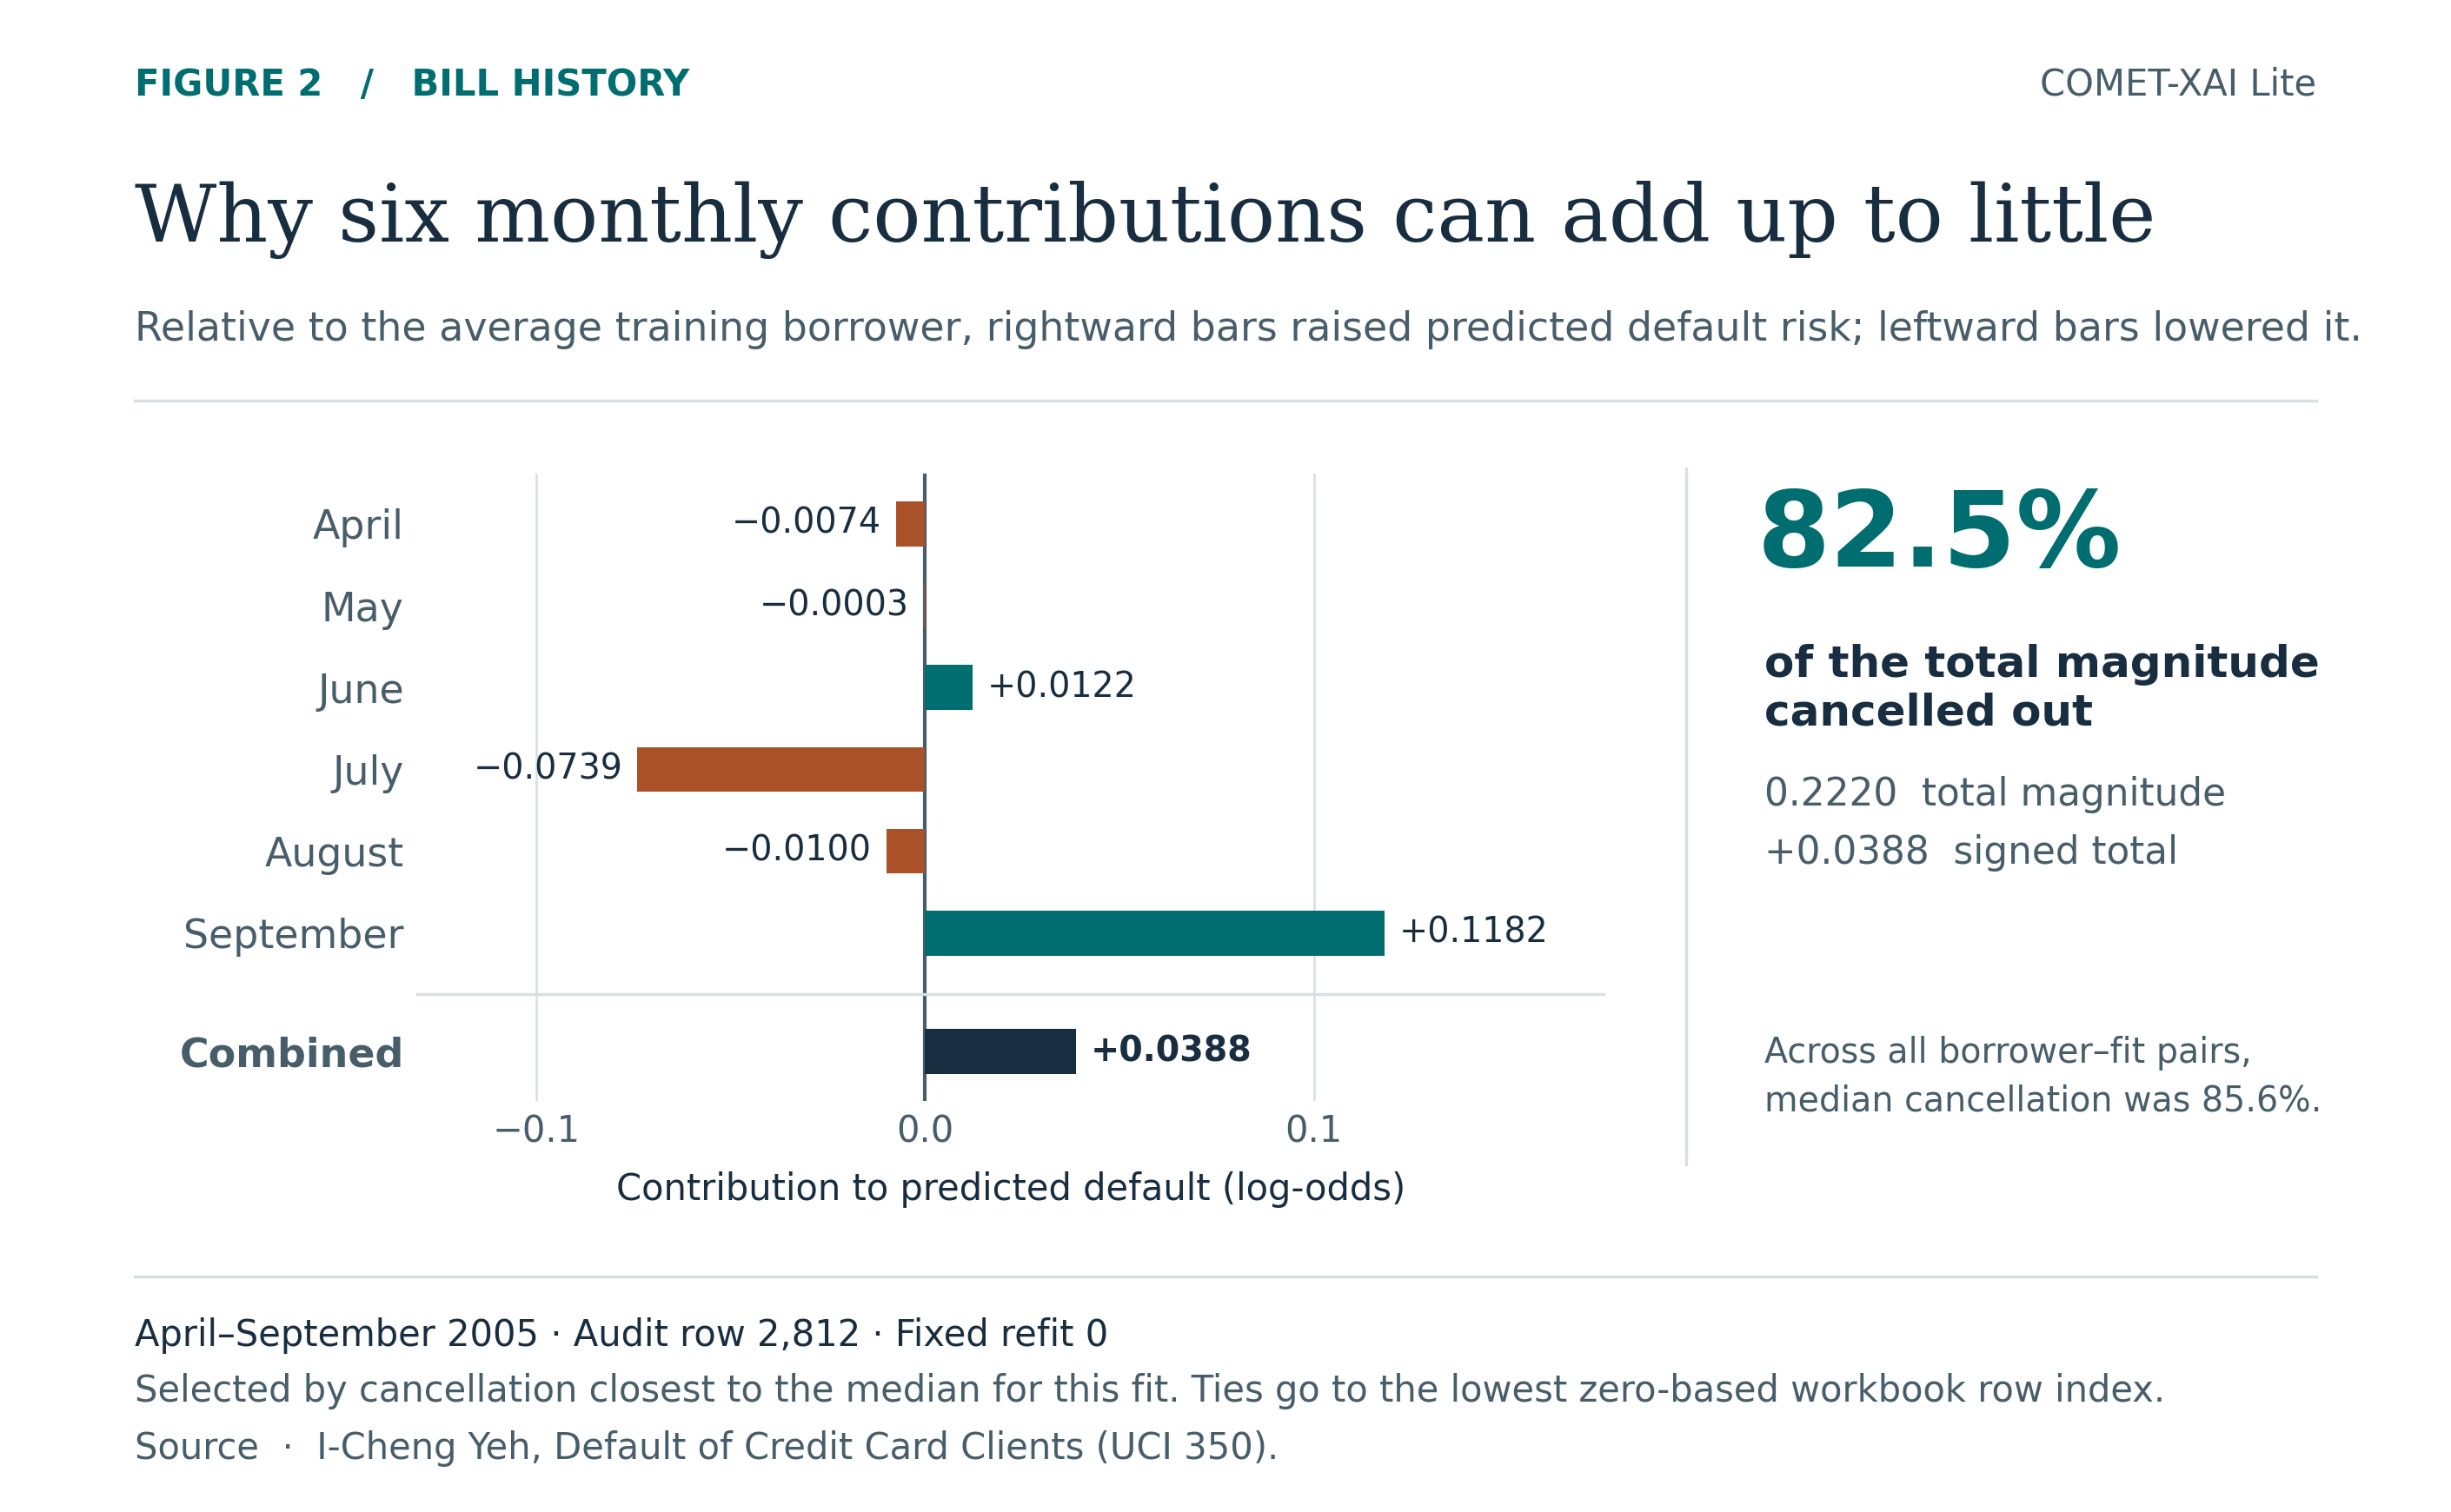 FIGURE 2 / BILL HISTORY
COMET-XAI Lite
Why six monthly contributions can add up to little
Relative to the average training borrower, rightward bars raised predicted default risk; leftward bars lowered it.
April −0.0074
May −0.0003
June +0.0122
July −0.0739
August −0.0100
September +0.1182
Combined +0.0388
−0.1 0.0 0.1
Contribution to predicted default (log-odds)
82.5%
of the total magnitude
cancelled out
0.2220 total magnitude
+0.0388 signed total
Across all borrower–fit pairs,
median cancellation was 85.6%.
April–September 2005 · Audit row 2,812 · Fixed refit 0
Selected by cancellation closest to the median for this fit. Ties go to the lowest zero-based workbook row index.
Source · I-Cheng Yeh, Default of Credit Card Clients (UCI 350).